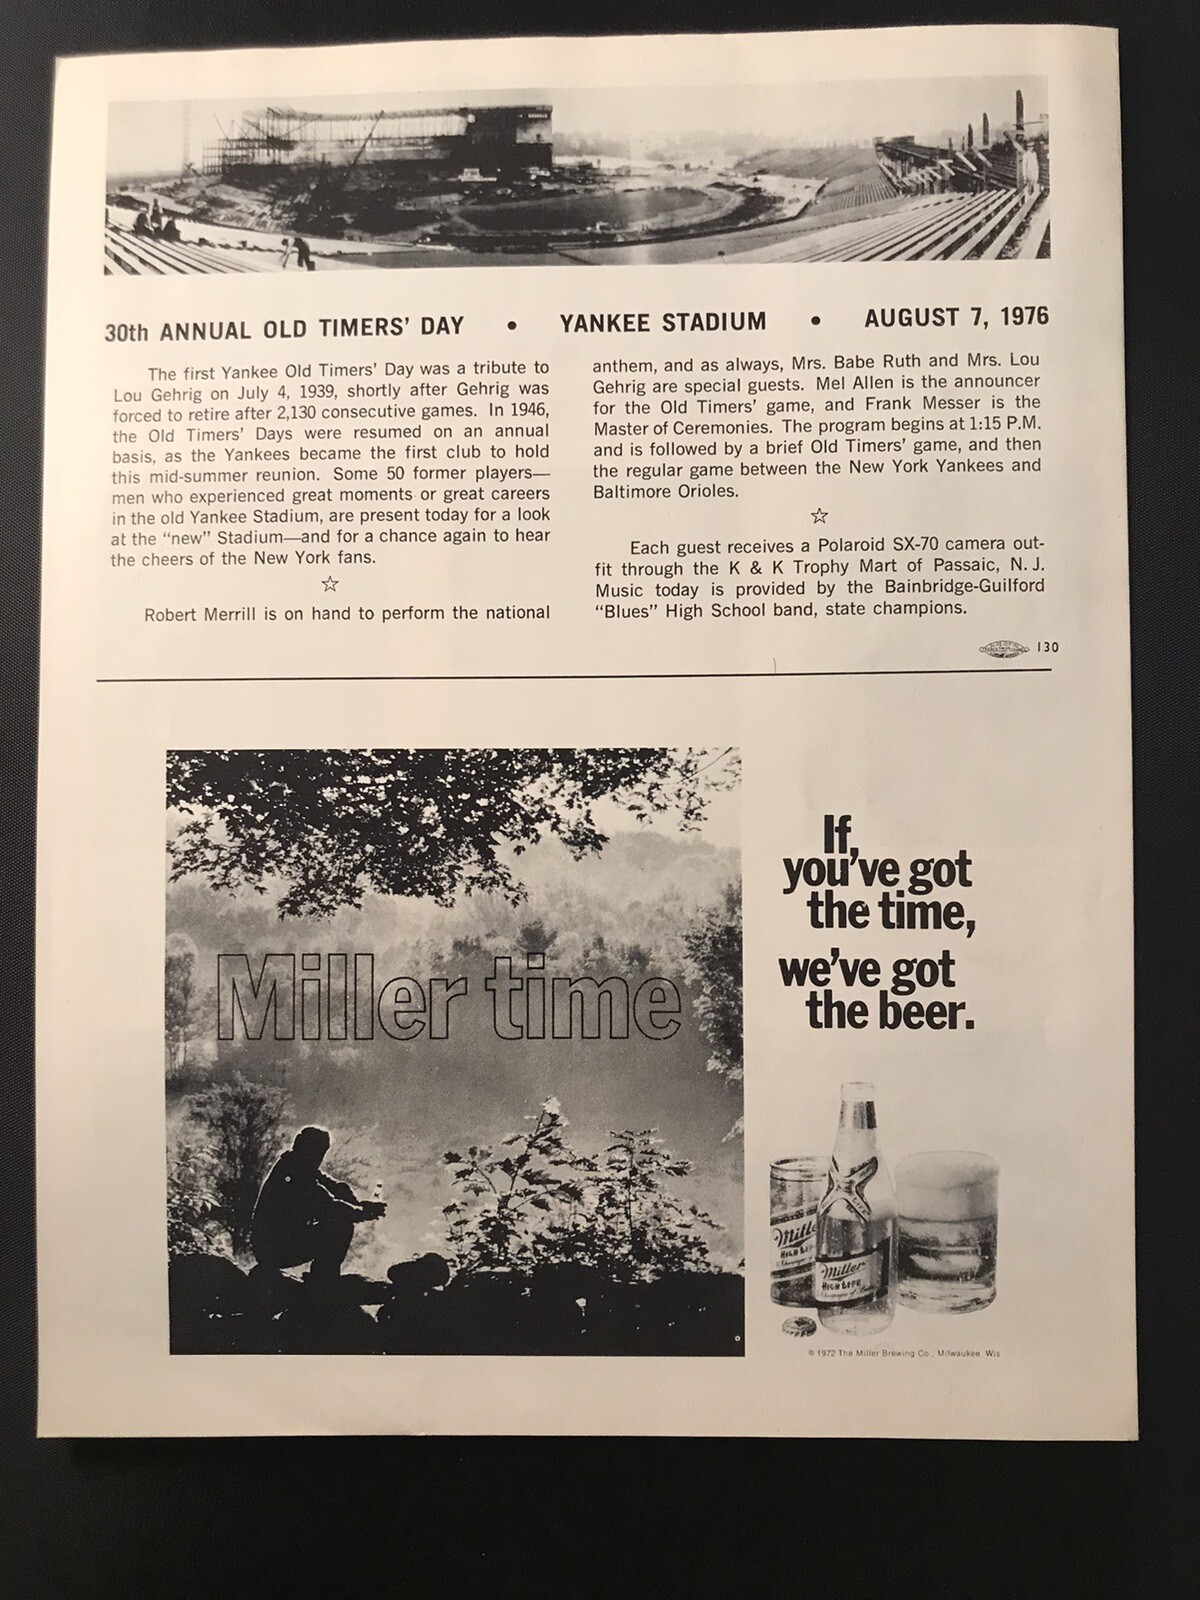 30th ANNUAL OLD TIMERS' DAY • YANKEE STADIUM • AUGUST 7, 1976
The first Yankee Old Timers' Day was a tribute to
Lou Gehrig on July 4, 1939, shortly after Gehrig was
forced to retire after 2,130 consecutive games. In 1946,
the Old Timers' Days were resumed on an annual
basis, as the Yankees became the first club to hold
this mid-summer reunion. Some 50 former players—
men who experienced great moments or great careers
in the old Yankee Stadium, are present today for a look
at the "new" Stadium—and for a chance again to hear
the cheers of the New York fans.
☆
Robert Merrill is on hand to perform the national
anthem, and as always, Mrs. Babe Ruth and Mrs. Lou
Gehrig are special guests. Mel Allen is the announcer
for the Old Timers' game, and Frank Messer is the
Master of Ceremonies. The program begins at 1:15 P.M.
and is followed by a brief Old Timers' game, and then
the regular game between the New York Yankees and
Baltimore Orioles.
☆
Each guest receives a Polaroid SX-70 camera out-
fit through the K & K Trophy Mart of Passaic, N. J.
Music today is provided by the Bainbridge-Guilford
"Blues" High School band, state champions.
130
Miller time
If,
you've got
the time,
we've got
the beer.
Mille
HIGH LIFE
Miller
HIGH LIFE
© 1972 The Miller Brewing Co., Milwaukee, Wis.